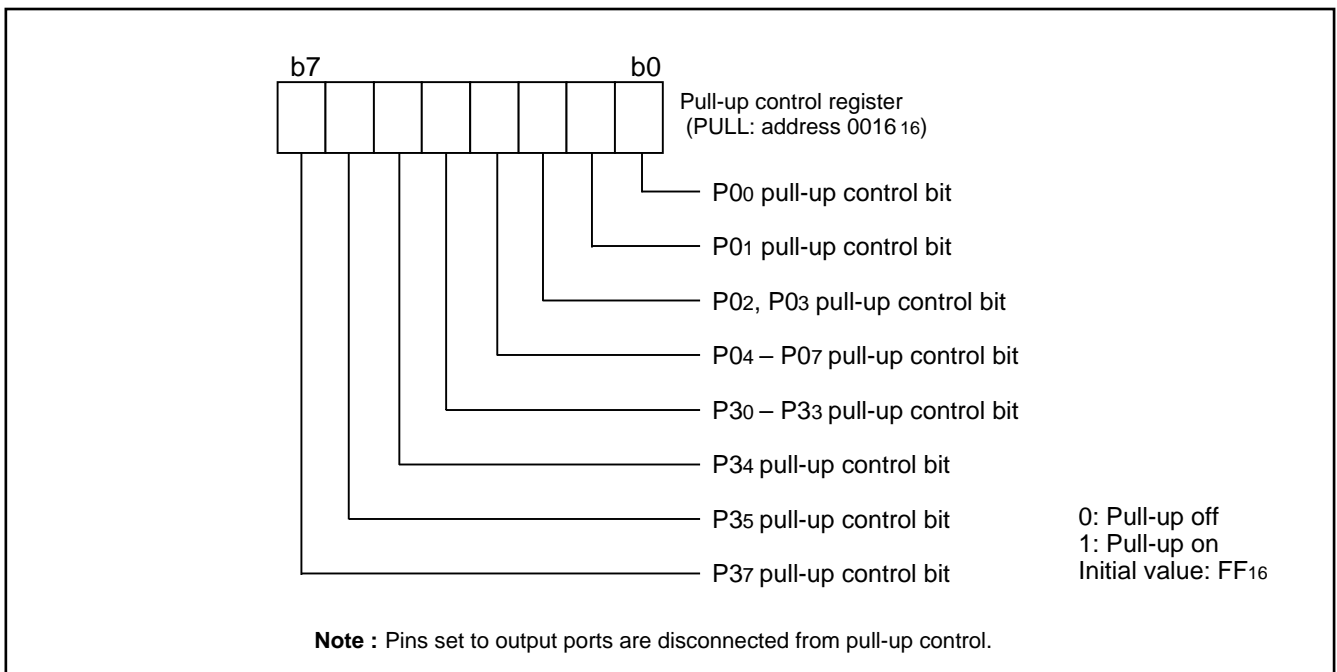 b7 b0
Pull-up control register
(PULL: address 0016 16)
P00 pull-up control bit
P01 pull-up control bit
P02, P03 pull-up control bit
P04 – P07 pull-up control bit
P30 – P33 pull-up control bit
P34 pull-up control bit
P35 pull-up control bit
P37 pull-up control bit
0: Pull-up off
1: Pull-up on
Initial value: FF16
Note : Pins set to output ports are disconnected from pull-up control.